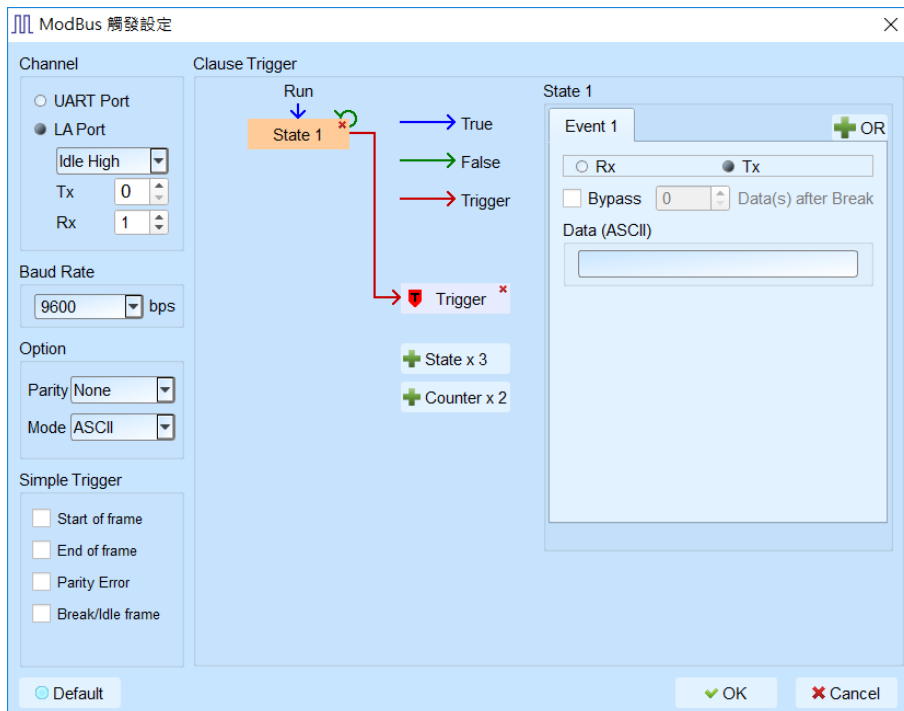 ModBus 觸發設定
Channel
UART Port
LA Port
Idle High
Tx 0
Rx 1
Baud Rate
9600 bps
Option
Parity None
Mode ASCII
Simple Trigger
Start of frame
End of frame
Parity Error
Break/Idle frame
Default
Clause Trigger
Run
State 1
True
False
Trigger
T Trigger
State x 3
Counter x 2
State 1
Event 1
OR
Rx Tx
Bypass 0 Data(s) after Break
Data (ASCII)
OK
Cancel